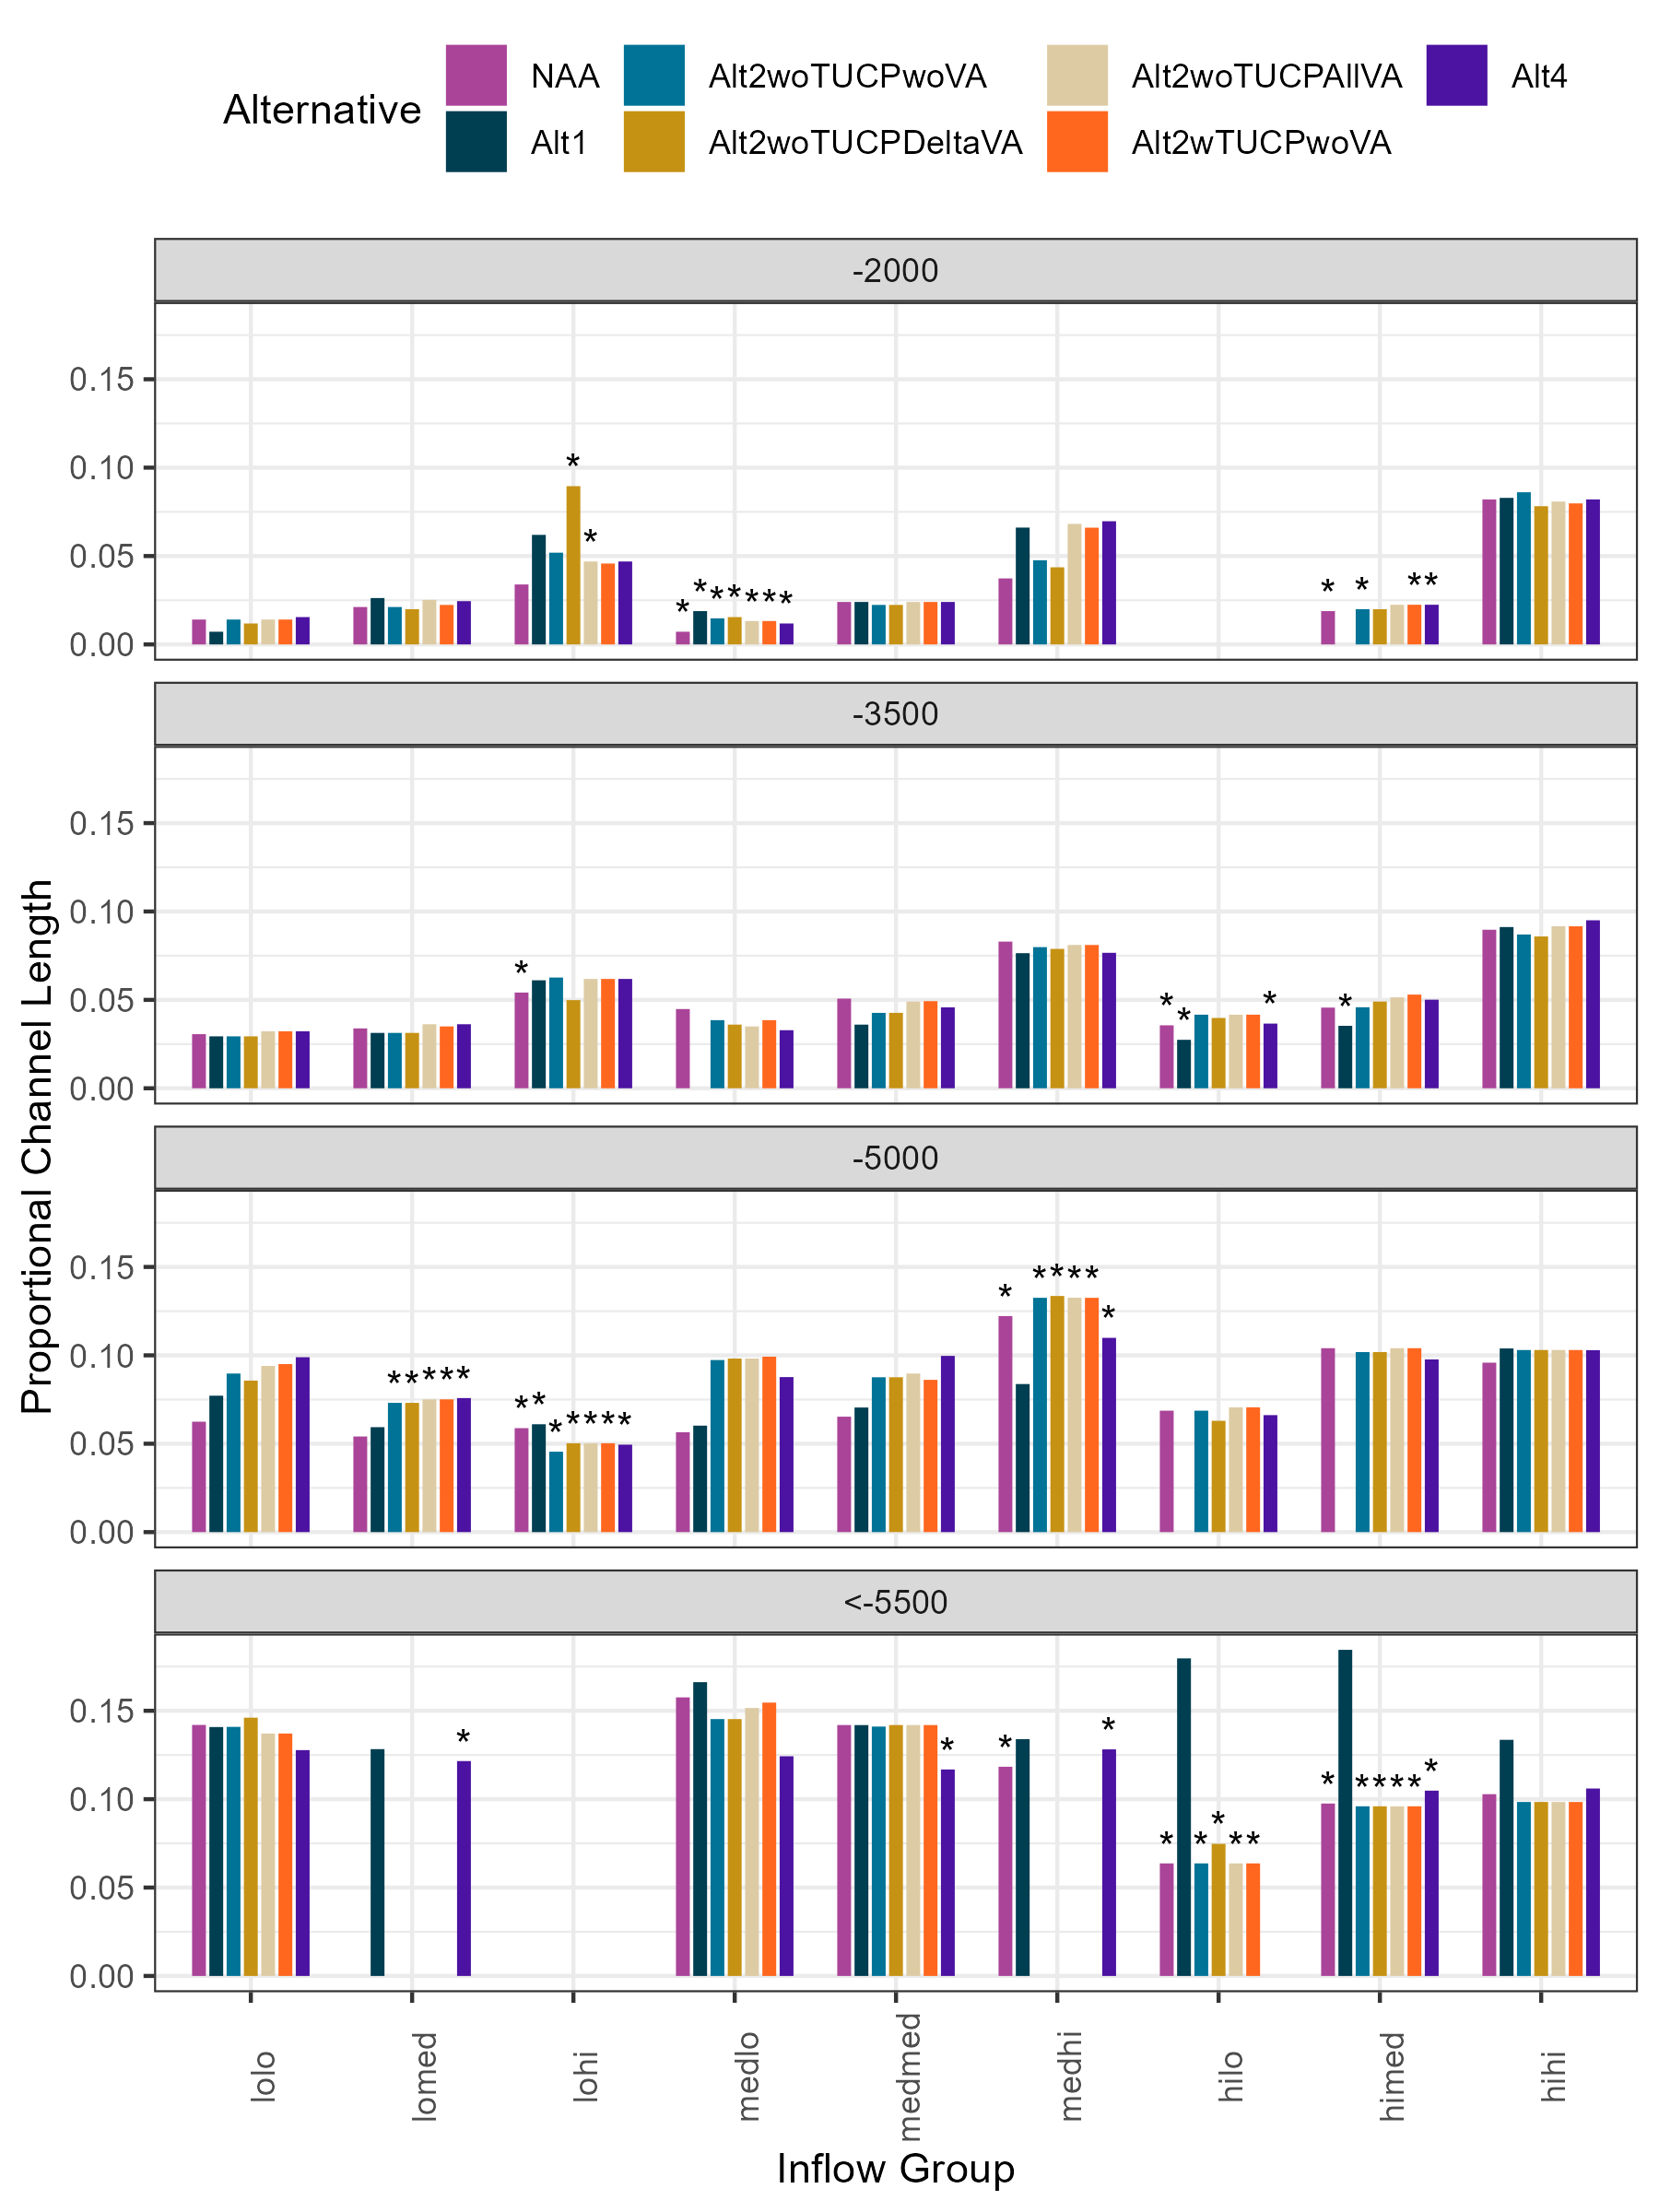 Alternative
NAA
Alt2woTUCPwoVA
Alt2woTUCPAllVA
Alt4
Alt1
Alt2woTUCPDeltaVA
Alt2wTUCPwoVA
-2000
0.15
0.10
*
*
0.05
* * * * * * *
* * * *
0.00
-3500
0.15
0.10
*
0.05
* * *
*
0.00
-5000
0.15
* * * * * *
0.10
* * * * *
* * * * * * *
0.05
0.00
<-5500
0.15
* * * *
0.10
* * * * * *
* * * * *
0.05
0.00
Proportional Channel Length
lolo
lomed
lohi
medlo
medmed
medhi
hilo
himed
hihi
Inflow Group